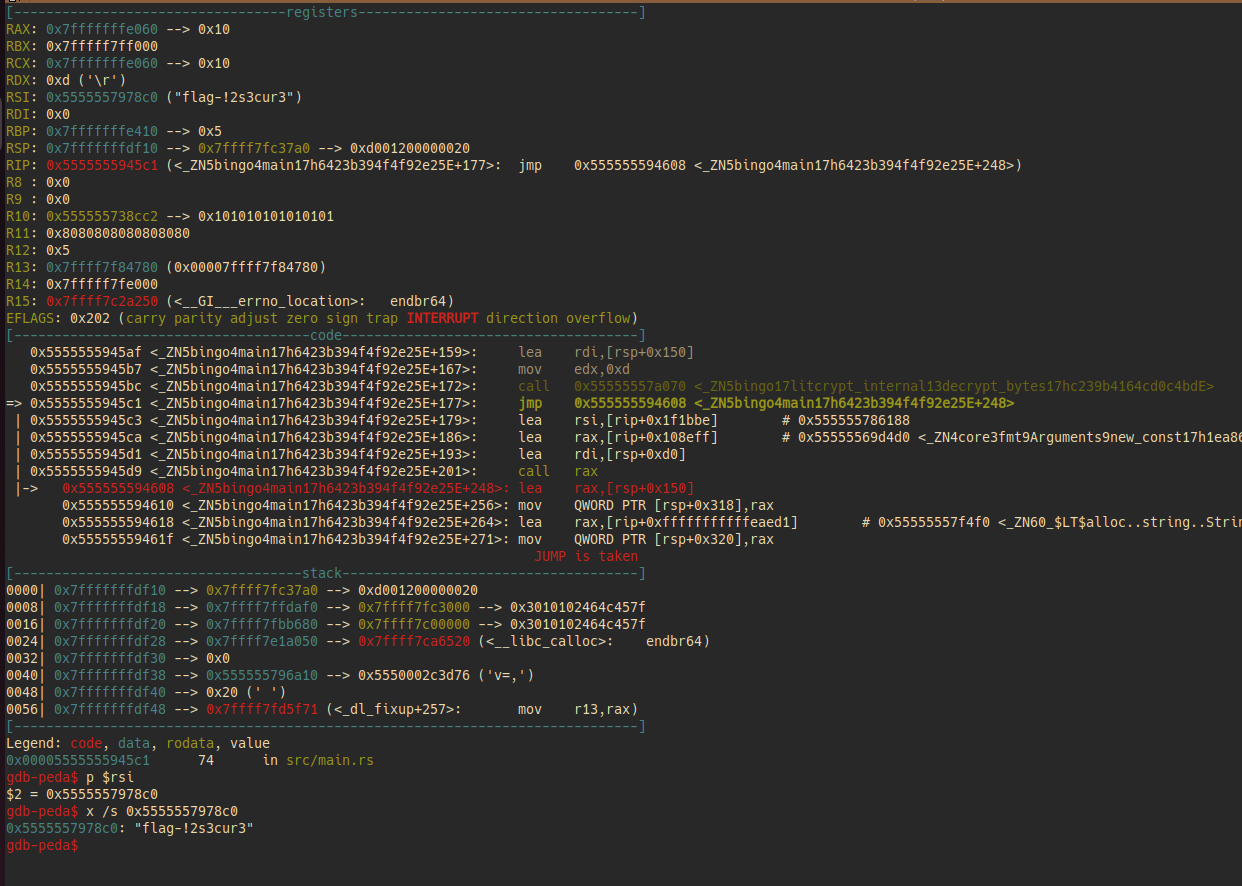 [----------------------------------registers-----------------------------------]
RAX: 0x7fffffffe060 --> 0x10
RBX: 0x7fffff7ff000
RCX: 0x7fffffffe060 --> 0x10
RDX: 0xd ('\r')
RSI: 0x5555557978c0 ("flag-!2s3cur3")
RDI: 0x0
RBP: 0x7fffffffe410 --> 0x5
RSP: 0x7fffffffdf10 --> 0x7ffff7fc37a0 --> 0xd001200000020
RIP: 0x5555555945c1 (<_ZN5bingo4main17h6423b394f4f92e25E+177>:  jmp    0x555555594608 <_ZN5bingo4main17h6423b394f4f92e25E+248>)
R8 : 0x0
R9 : 0x0
R10: 0x555555738cc2 --> 0x101010101010101
R11: 0x8080808080808080
R12: 0x5
R13: 0x7ffff7f84780 (0x00007ffff7f84780)
R14: 0x7fffff7fe000
R15: 0x7ffff7c2a250 (<__GI___errno_location>:   endbr64)
EFLAGS: 0x202 (carry parity adjust zero sign trap INTERRUPT direction overflow)
[-------------------------------------code-------------------------------------]
   0x5555555945af <_ZN5bingo4main17h6423b394f4f92e25E+159>:     lea    rdi,[rsp+0x150]
   0x5555555945b7 <_ZN5bingo4main17h6423b394f4f92e25E+167>:     mov    edx,0xd
   0x5555555945bc <_ZN5bingo4main17h6423b394f4f92e25E+172>:     call   0x55555557a070 <_ZN5bingo17litcrypt_internal13decrypt_bytes17hc239b4164cd0c4bdE>
=> 0x5555555945c1 <_ZN5bingo4main17h6423b394f4f92e25E+177>:     jmp    0x555555594608 <_ZN5bingo4main17h6423b394f4f92e25E+248>
 | 0x5555555945c3 <_ZN5bingo4main17h6423b394f4f92e25E+179>:     lea    rsi,[rip+0x1f1bbe]        # 0x555555786188
 | 0x5555555945ca <_ZN5bingo4main17h6423b394f4f92e25E+186>:     lea    rax,[rip+0x108eff]        # 0x55555569d4d0 <_ZN4core3fmt9Arguments9new_const17h1ea86
 | 0x5555555945d1 <_ZN5bingo4main17h6423b394f4f92e25E+193>:     lea    rdi,[rsp+0xd0]
 | 0x5555555945d9 <_ZN5bingo4main17h6423b394f4f92e25E+201>:     call   rax
 |->   0x555555594608 <_ZN5bingo4main17h6423b394f4f92e25E+248>: lea    rax,[rsp+0x150]
       0x555555594610 <_ZN5bingo4main17h6423b394f4f92e25E+256>: mov    QWORD PTR [rsp+0x318],rax
       0x555555594618 <_ZN5bingo4main17h6423b394f4f92e25E+264>: lea    rax,[rip+0xfffffffffffeaed1]        # 0x55555557f4f0 <_ZN60_$LT$alloc..string..Strin
       0x55555559461f <_ZN5bingo4main17h6423b394f4f92e25E+271>: mov    QWORD PTR [rsp+0x320],rax
                                                                  JUMP is taken
[------------------------------------stack-------------------------------------]
0000| 0x7fffffffdf10 --> 0x7ffff7fc37a0 --> 0xd001200000020
0008| 0x7fffffffdf18 --> 0x7ffff7ffdaf0 --> 0x7ffff7fc3000 --> 0x3010102464c457f
0016| 0x7fffffffdf20 --> 0x7ffff7fbb680 --> 0x7ffff7c00000 --> 0x3010102464c457f
0024| 0x7fffffffdf28 --> 0x7ffff7e1a050 --> 0x7ffff7ca6520 (<__libc_calloc>:    endbr64)
0032| 0x7fffffffdf30 --> 0x0
0040| 0x7fffffffdf38 --> 0x555555796a10 --> 0x5550002c3d76 ('v=,')
0048| 0x7fffffffdf40 --> 0x20 (' ')
0056| 0x7fffffffdf48 --> 0x7ffff7fd5f71 (<_dl_fixup+257>:       mov    r13,rax)
[------------------------------------------------------------------------------]
Legend: code, data, rodata, value
0x00005555555945c1      74      in src/main.rs
gdb-peda$ p $rsi
$2 = 0x5555557978c0
gdb-peda$ x /s 0x5555557978c0
0x5555557978c0: "flag-!2s3cur3"
gdb-peda$